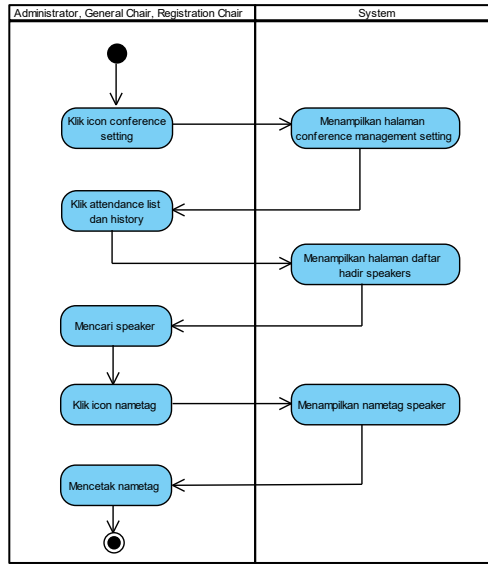 Administrator, General Chair, Registration Chair
System
Klik icon conference
setting
Menampilkan halaman
conference management setting
Klik attendance list
dan history
Menampilkan halaman daftar
hadir speakers
Mencari speaker
Klik icon nametag
Menampilkan nametag speaker
Mencetak nametag